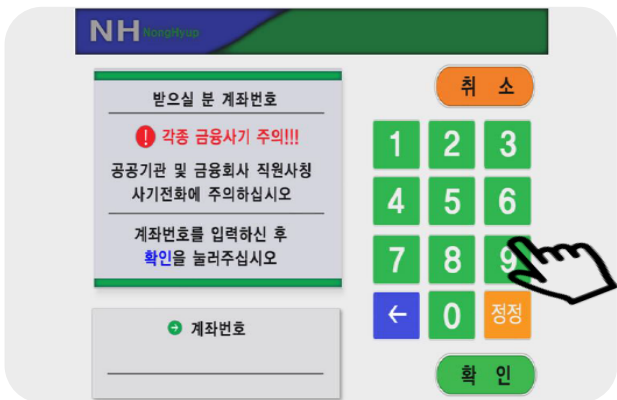 NH NongHyup
받으실 분 계좌번호
각종 금융사기 주의!!!
공공기관 및 금융회사 직원사칭
사기전화에 주의하십시오
계좌번호를 입력하신 후
확인을 눌러주십시오
계좌번호
취 소
1 2 3
4 5 6
7 8 9
← 0 정정
확 인